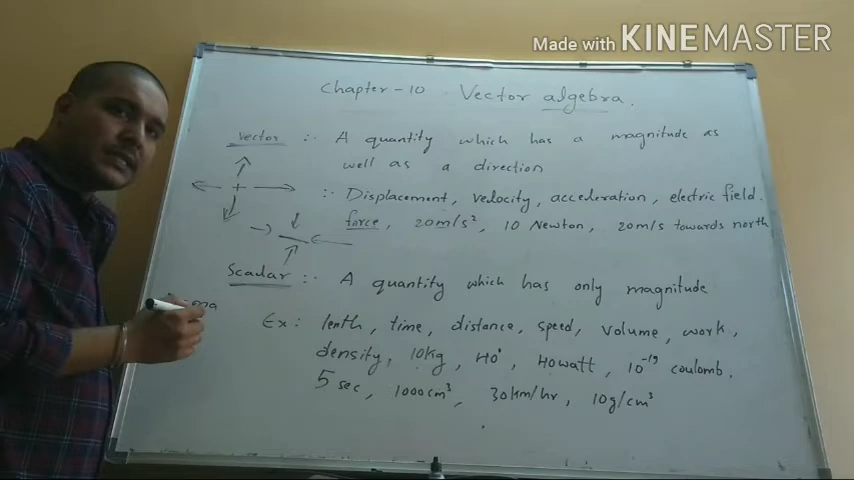 Made with KINEMASTER
Chapter - 10 Vector algebra.
vector :- A quantity which has a magnitude as
well as a direction
:- Displacement, velocity, acceleration, electric field.
force, 20m/s², 10 Newton, 20m/s towards north
Scalar :- A quantity which has only magnitude
Ex: lenth, time, distance, speed, volume, work,
density, 10kg, 40°, 40watt, 10⁻¹⁹ coulomb.
5 sec, 1000cm³, 30km/hr, 10g/cm³